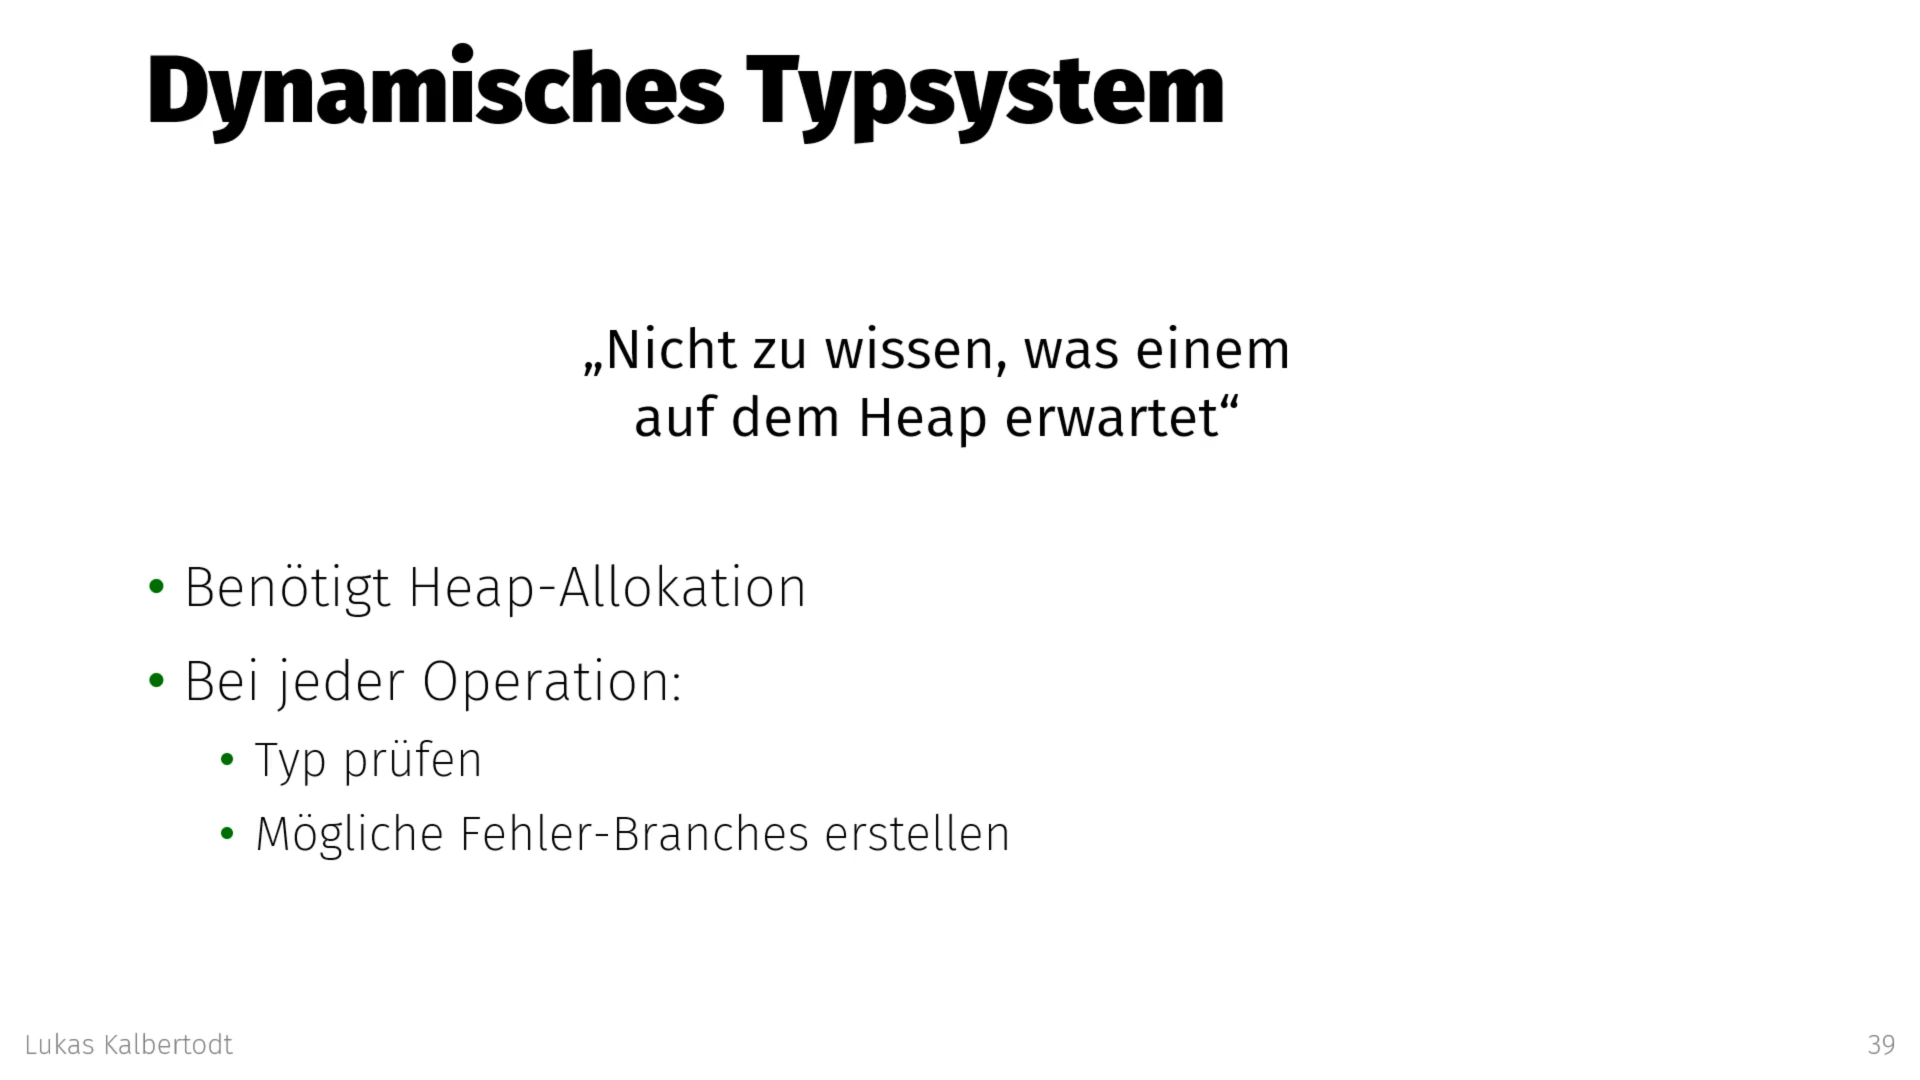 Dynamisches Typsystem
„Nicht zu wissen, was einem
auf dem Heap erwartet“
• Benötigt Heap-Allokation
• Bei jeder Operation:
• Typ prüfen
• Mögliche Fehler-Branches erstellen
Lukas Kalbertodt
39